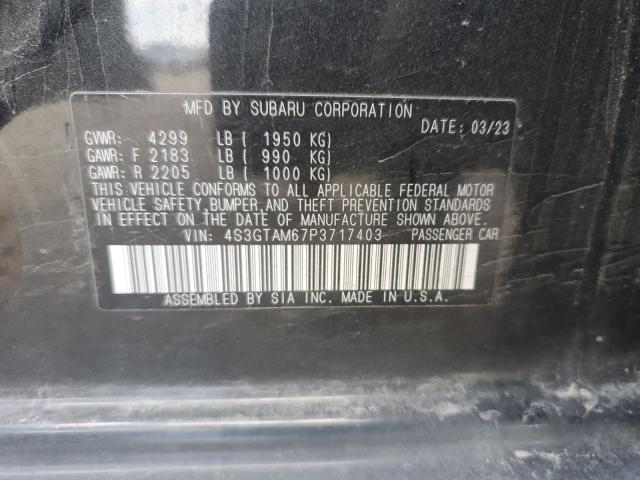 MFD BY SUBARU CORPORATION
DATE: 03/23
GVWR: 4299 LB ( 1950 KG)
GAWR: F 2183 LB ( 990 KG)
GAWR: R 2205 LB ( 1000 KG)
THIS VEHICLE CONFORMS TO ALL APPLICABLE FEDERAL MOTOR
VEHICLE SAFETY, BUMPER, AND THEFT PREVENTION STANDARDS
IN EFFECT ON THE DATE OF MANUFACTURE SHOWN ABOVE.
VIN: 4S3GTAM67P3717403 PASSENGER CAR
ASSEMBLED BY SIA INC. MADE IN U.S.A.